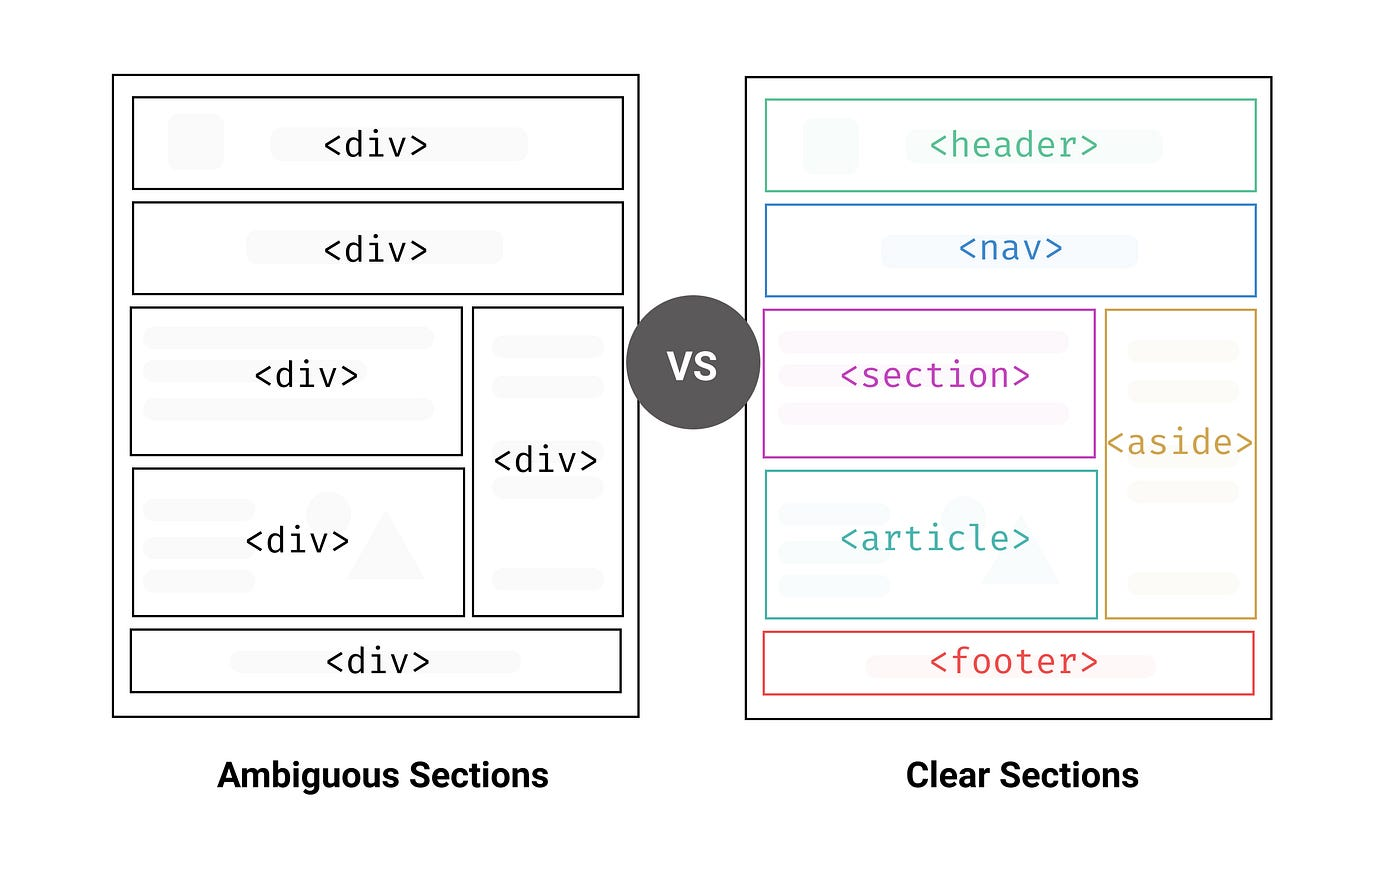 <div>
<div>
<div>
<div>
<div>
<div>
Ambiguous Sections
VS
<header>
<nav>
<section>
<aside>
<article>
<footer>
Clear Sections